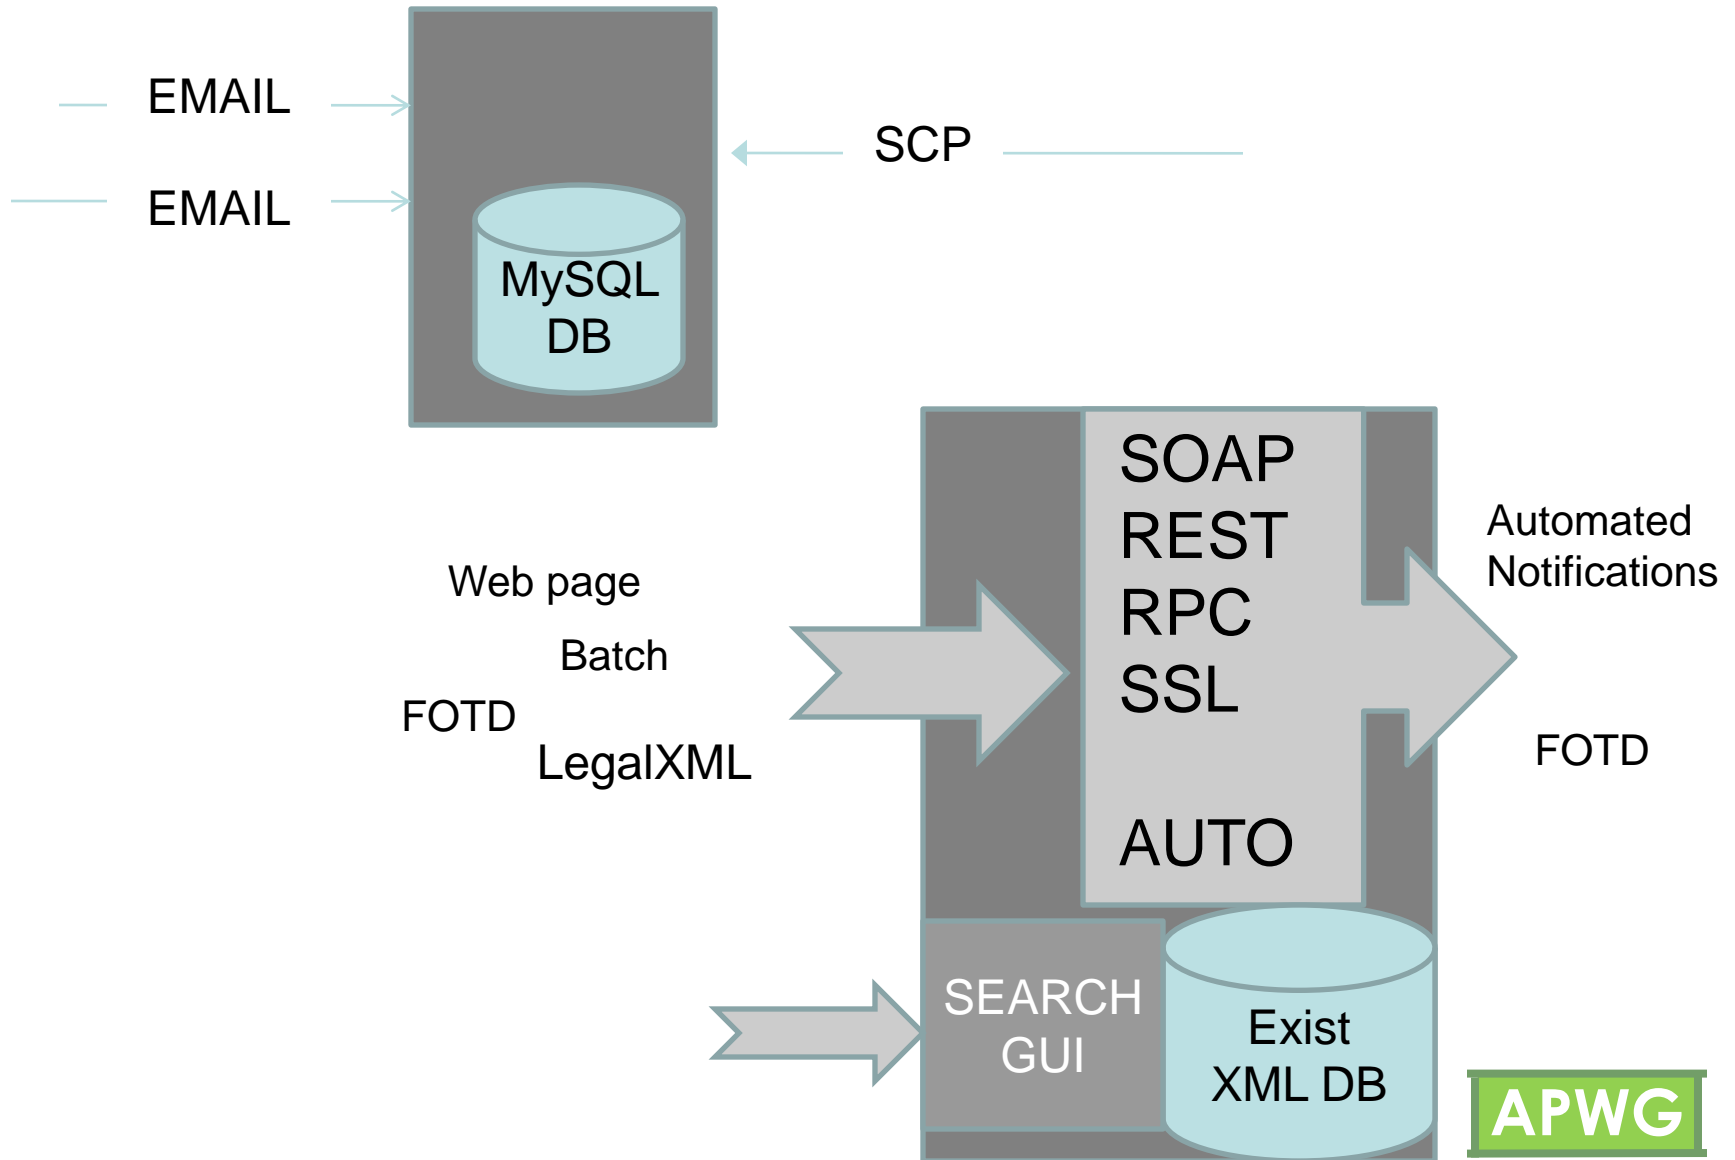 EMAIL
SCP
EMAIL
MySQL
DB
SOAP
REST
RPC
SSL
AUTO
Automated
Notifications
Web page
Batch
FOTD
LegalXML
FOTD
SEARCH
GUI
Exist
XML DB
APWG